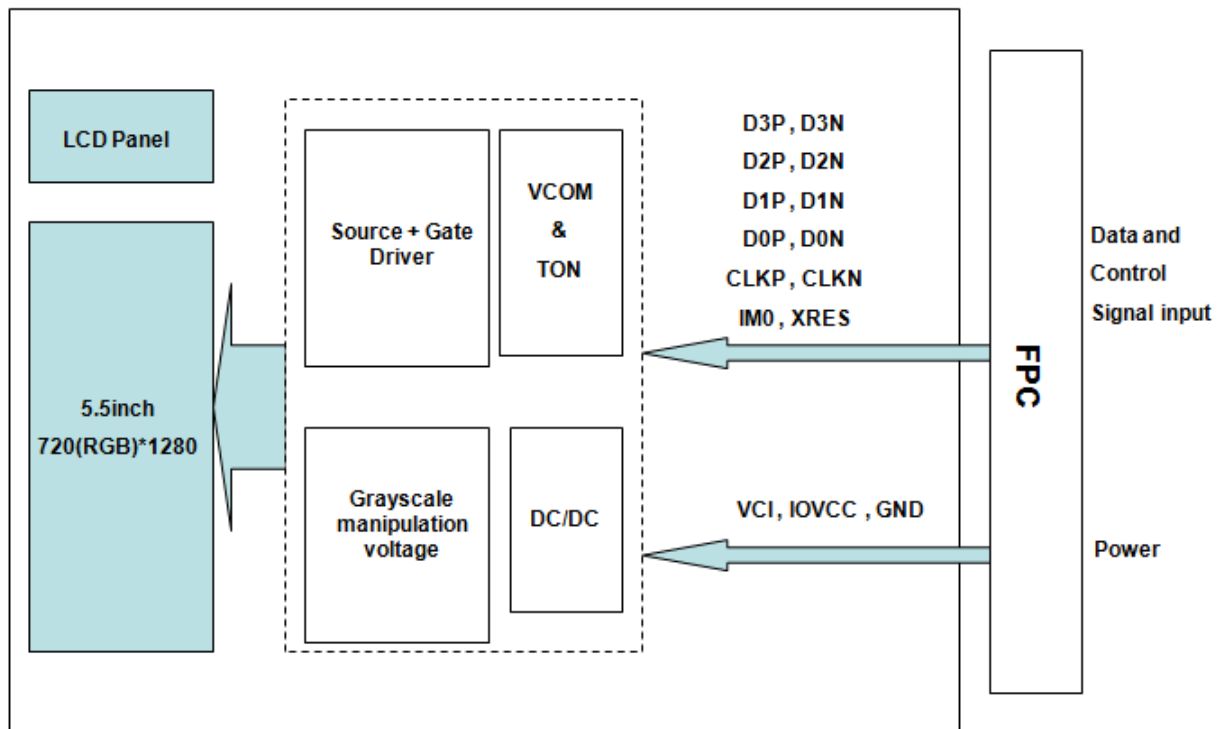 LCD Panel
5.5inch
720(RGB)*1280
Source + Gate
Driver
VCOM
&
TON
Grayscale
manipulation
voltage
DC/DC
D3P , D3N
D2P , D2N
D1P , D1N
D0P , D0N
CLKP , CLKN
IM0 , XRES
VCI, IOVCC , GND
FPC
Data and
Control
Signal input
Power